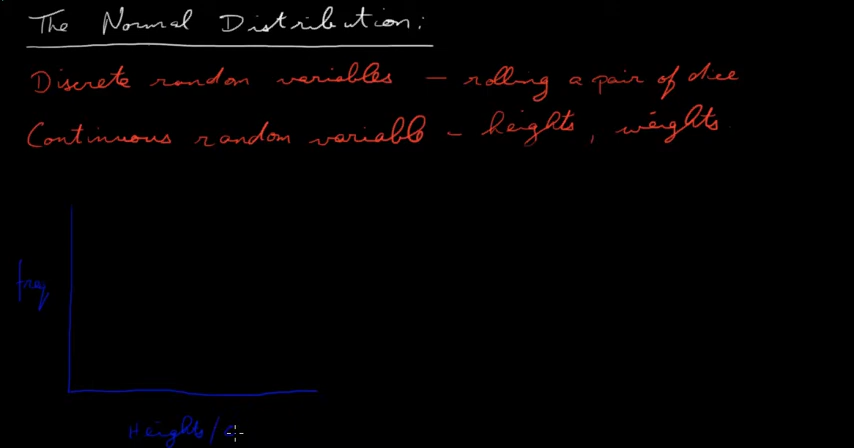 The Normal Distribution:
Discrete random variables – rolling a pair of dice
Continuous random variable – heights, weights.
freq
Heights/c